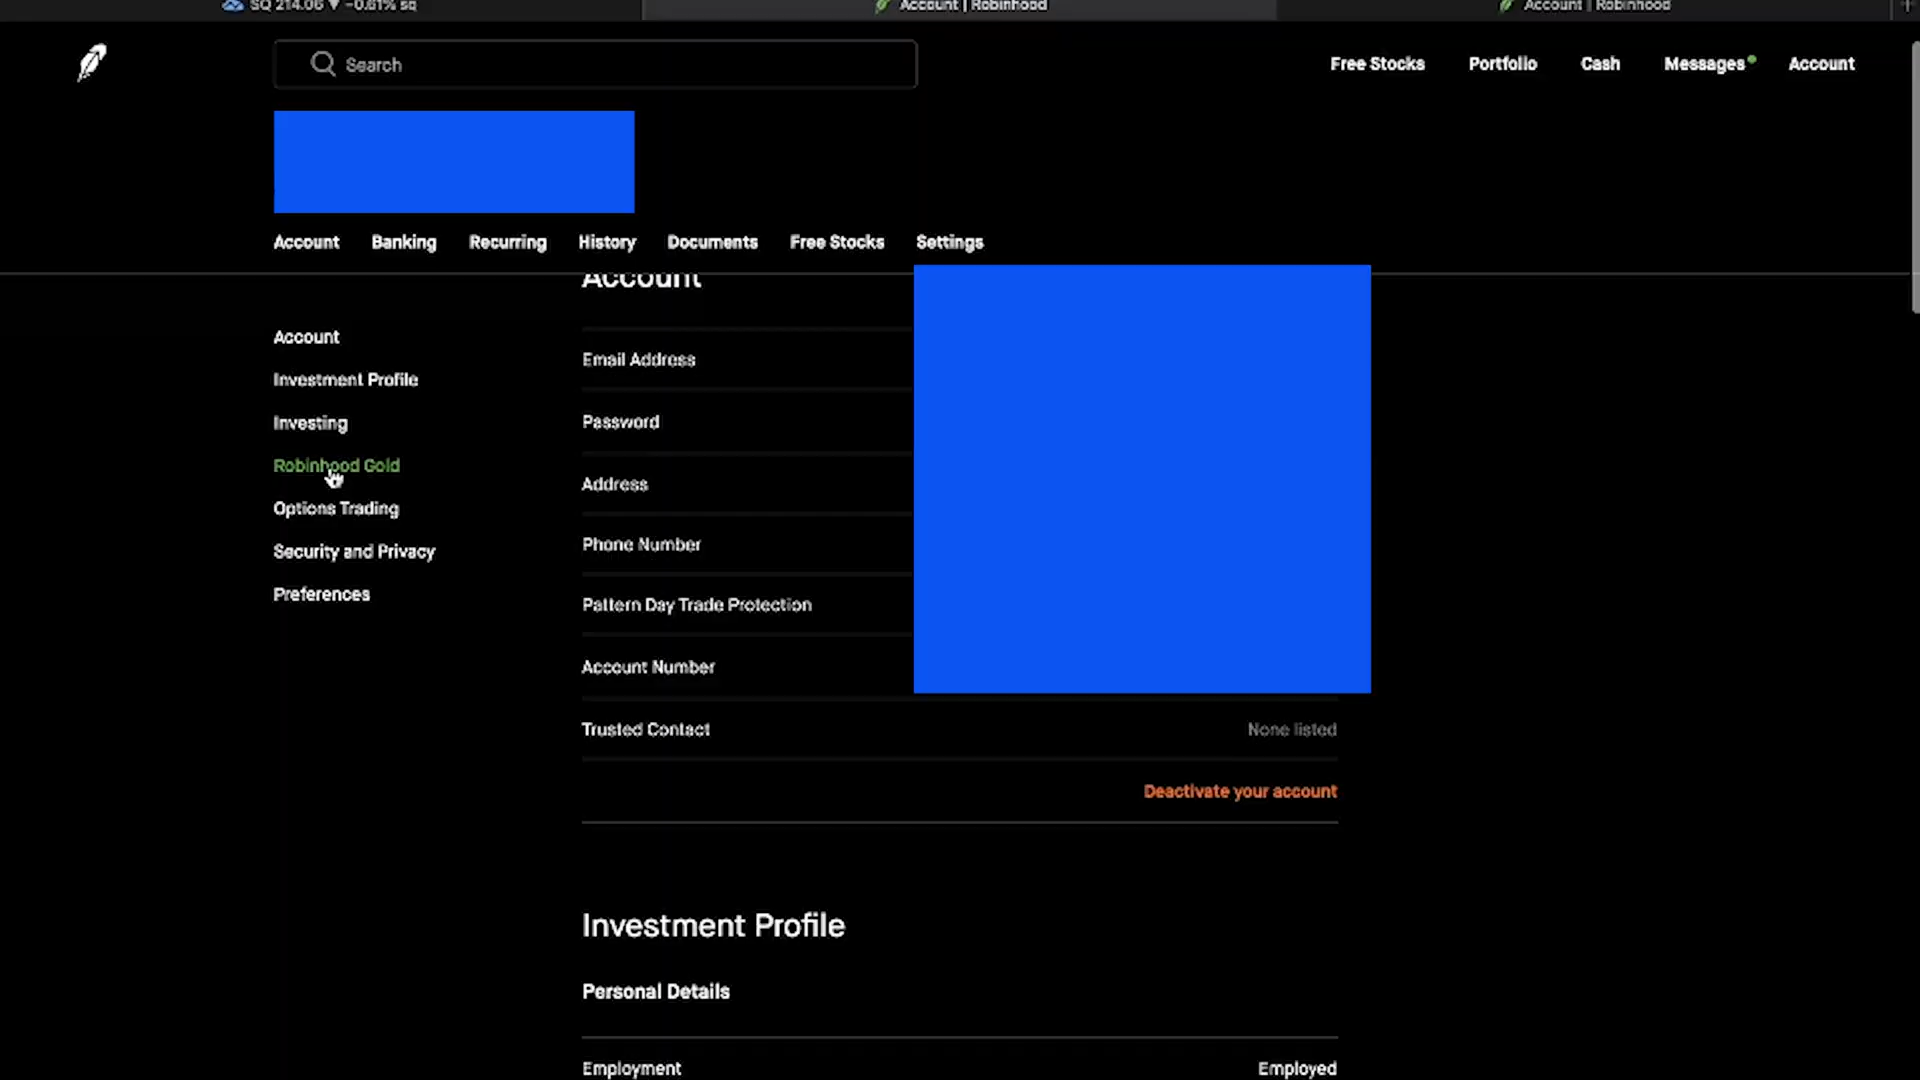 SQ 214.06 ▼ -0.61% sq
Account | Robinhood
Account | Robinhood
Search
Free Stocks
Portfolio
Cash
Messages
Account
Account
Banking
Recurring
History
Documents
Free Stocks
Settings
Account
Investment Profile
Investing
Robinhood Gold
Options Trading
Security and Privacy
Preferences
Account
Email Address
Password
Address
Phone Number
Pattern Day Trade Protection
Account Number
Trusted Contact
None listed
Deactivate your account
Investment Profile
Personal Details
Employment
Employed